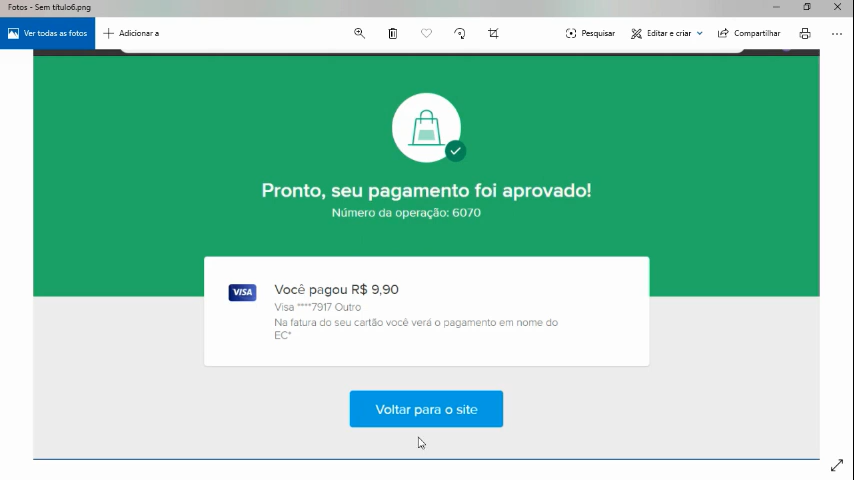 Fotos - Sem título6.png
Ver todas as fotos
Adicionar a
Pesquisar
Editar e criar
Compartilhar
Pronto, seu pagamento foi aprovado!
Número da operação: 6070
VISA
Você pagou R$ 9,90
Visa ****7917 Outro
Na fatura do seu cartão você verá o pagamento em nome do
EC*
Voltar para o site